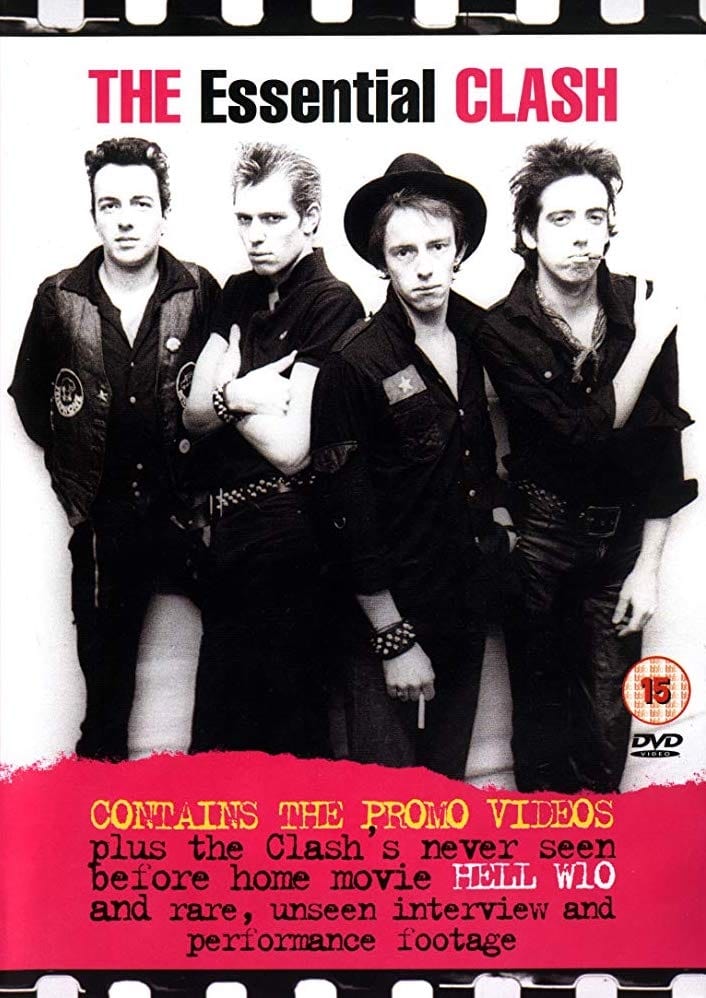 THE Essential CLASH
15
DVD
VIDEO
CONTAINS THE PROMO VIDEOS
plus the Clash's never seen
before home movie HELL W10
and rare, unseen interview and
performance footage